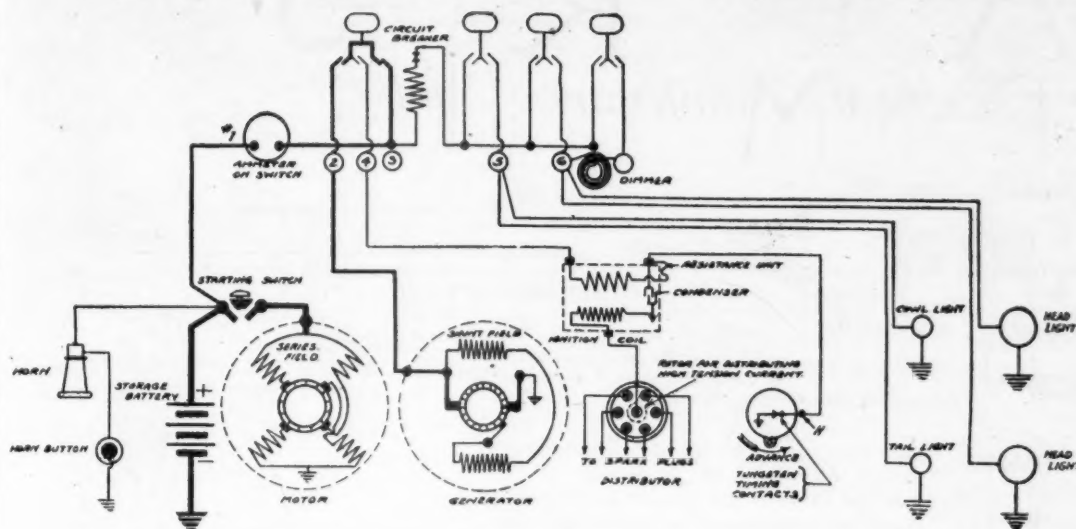 CIRCUIT
BREAKER
#1
AMMETER
ON SWITCH
2
4
3
5
6
DIMMER
STARTING SWITCH
RESISTANCE UNIT
CONDENSER
IGNITION COIL
COWL LIGHT
HEAD
LIGHT
HORN
STORAGE
BATTERY
+
-
SERIES
FIELD
SHUNT FIELD
ROTOR FOR DISTRIBUTING
HIGH TENSION CURRENT.
HORN BUTTON
MOTOR
GENERATOR
TO SPARK PLUGS
DISTRIBUTOR
ADVANCE
TUNGSTEN
TIMING
CONTACTS
TAIL LIGHT
HEAD
LIGHT